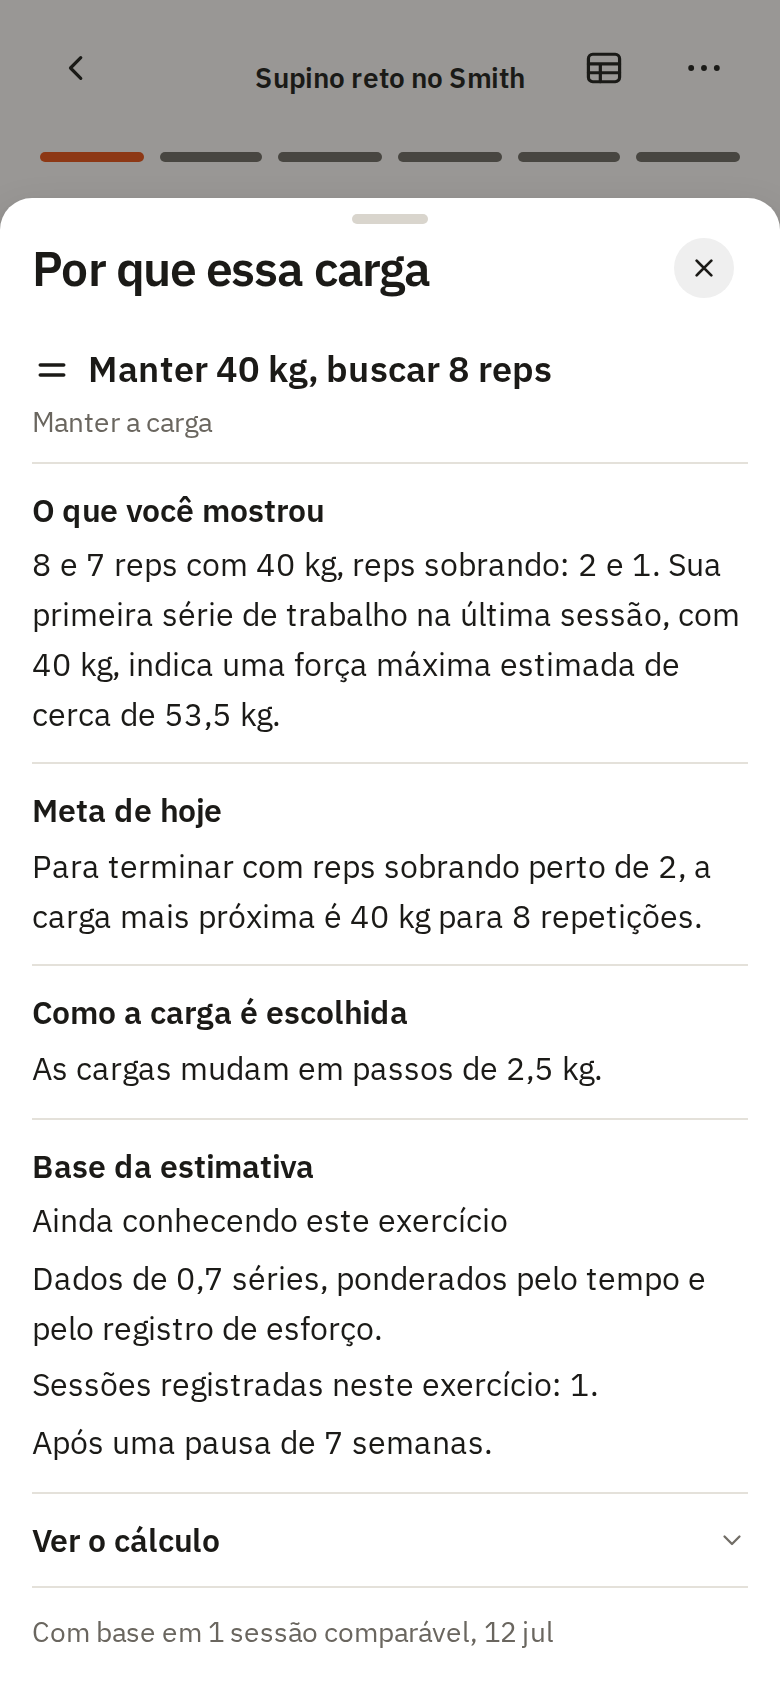 Supino reto no Smith
Por que essa carga
Manter 40 kg, buscar 8 reps
Manter a carga
O que você mostrou
8 e 7 reps com 40 kg, reps sobrando: 2 e 1. Sua
primeira série de trabalho na última sessão, com
40 kg, indica uma força máxima estimada de
cerca de 53,5 kg.
Meta de hoje
Para terminar com reps sobrando perto de 2, a
carga mais próxima é 40 kg para 8 repetições.
Como a carga é escolhida
As cargas mudam em passos de 2,5 kg.
Base da estimativa
Ainda conhecendo este exercício
Dados de 0,7 séries, ponderados pelo tempo e
pelo registro de esforço.
Sessões registradas neste exercício: 1.
Após uma pausa de 7 semanas.
Ver o cálculo
Com base em 1 sessão comparável, 12 jul